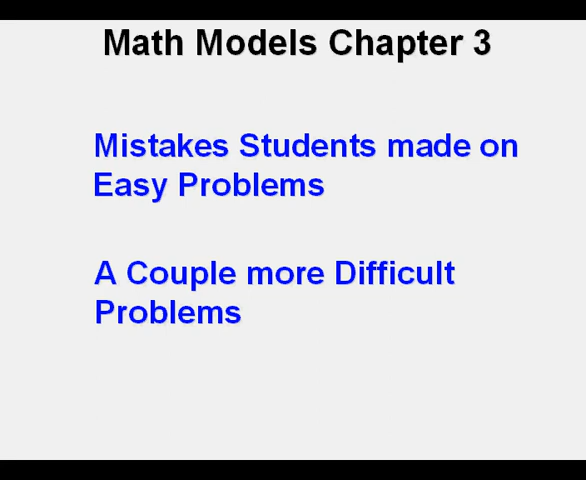 Math Models Chapter 3
Mistakes Students made on
Easy Problems
A Couple more Difficult
Problems